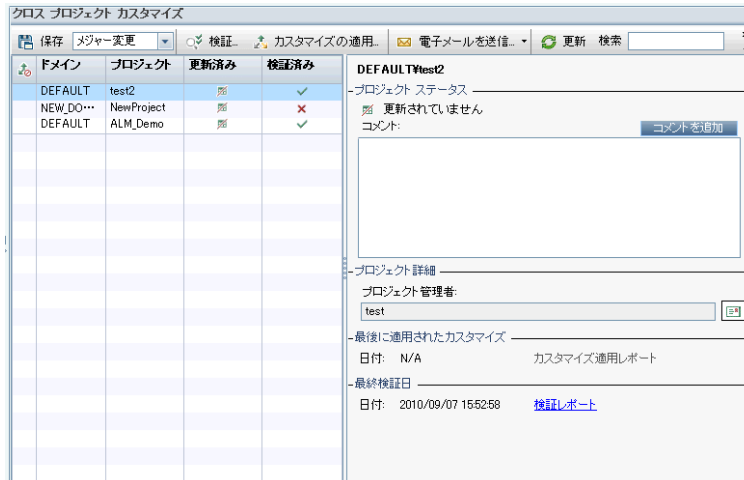 クロス プロジェクト カスタマイズ
保存 メジャー変更 検証... カスタマイズの適用... 電子メールを送信... 更新 検索
ドメイン プロジェクト 更新済み 検証済み
DEFAULT test2
NEW_DO… NewProject
DEFAULT ALM_Demo
DEFAULT¥test2
プロジェクト ステータス
更新されていません
コメント:
コメントを追加
プロジェクト詳細
プロジェクト管理者:
test
最後に適用されたカスタマイズ
日付: N/A カスタマイズ適用レポート
最終検証日
日付: 2010/09/07 15:52:58 検証レポート